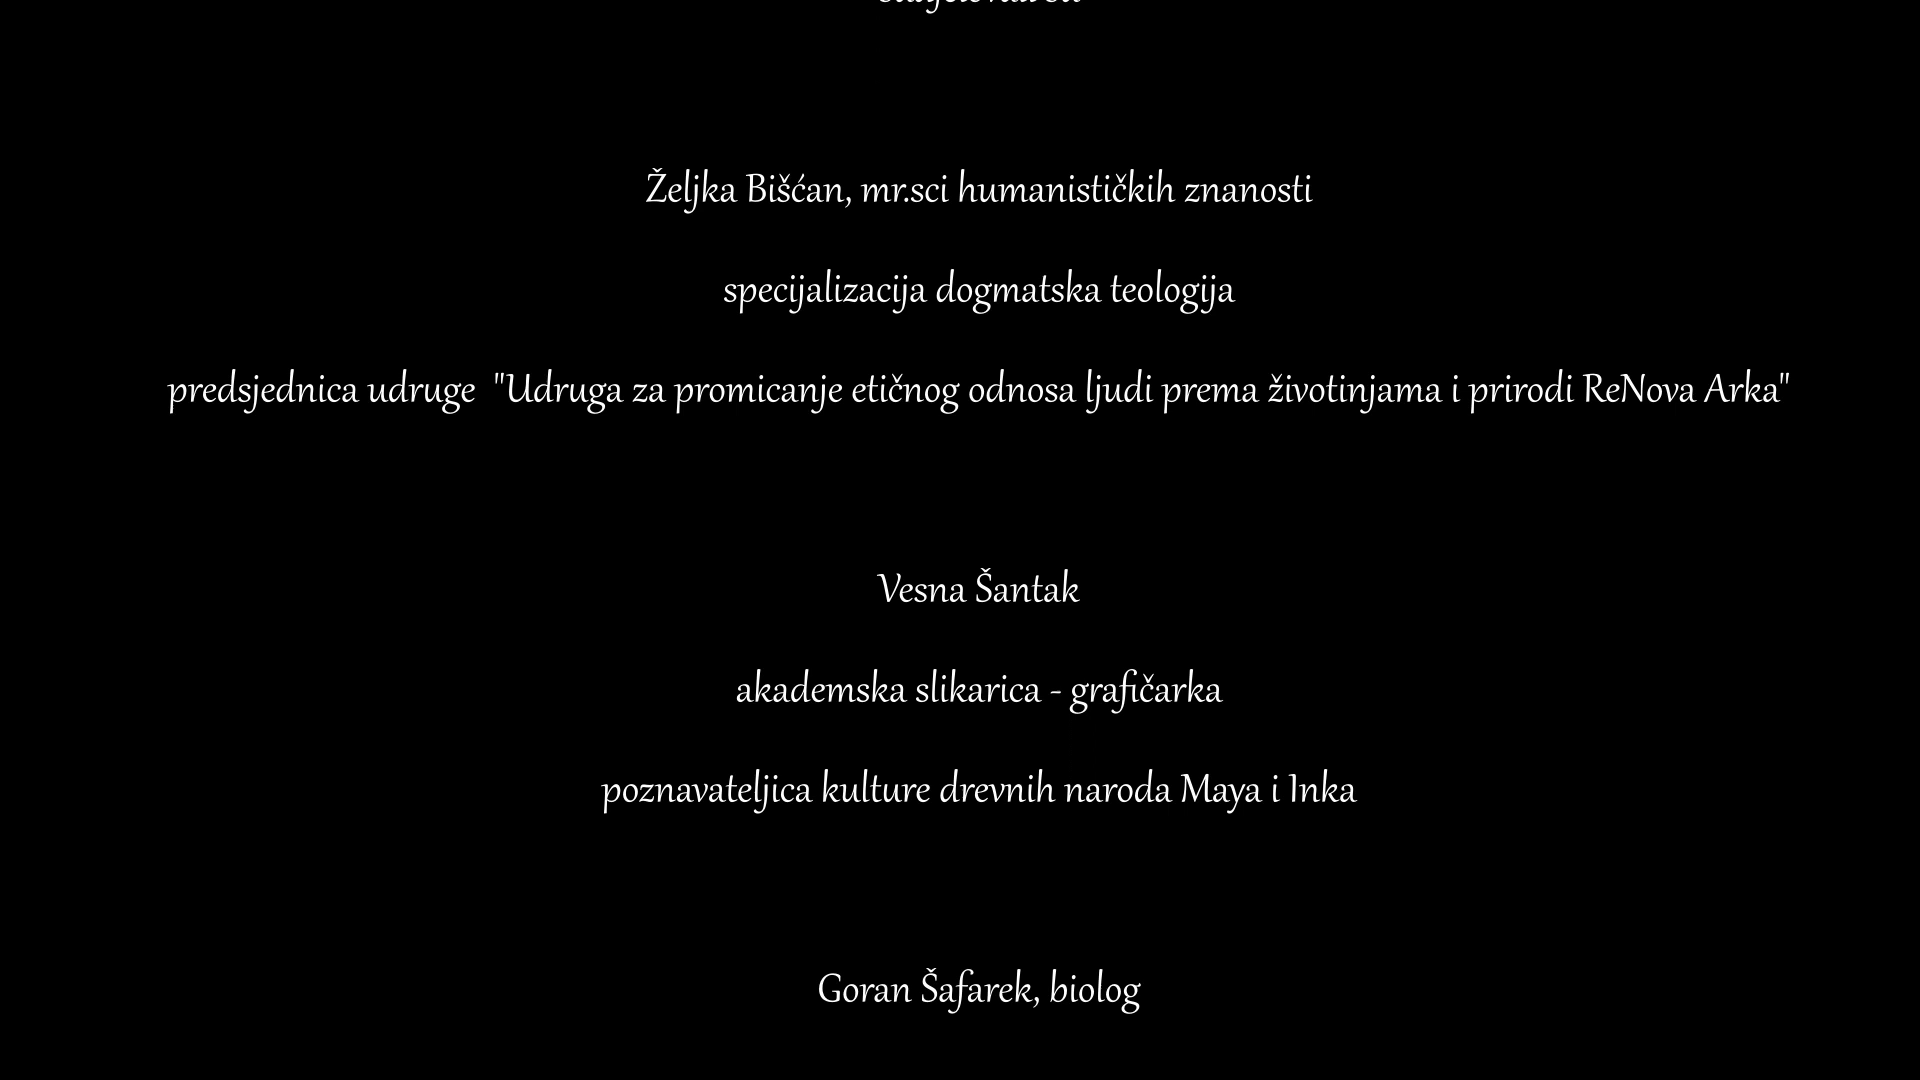 Željka Bišćan, mr.sci humanističkih znanosti
specijalizacija dogmatska teologija
predsjednica udruge "Udruga za promicanje etičnog odnosa ljudi prema životinjama i prirodi ReNova Arka"
Vesna Šantak
akademska slikarica - grafičarka
poznavateljica kulture drevnih naroda Maya i Inka
Goran Šafarek, biolog